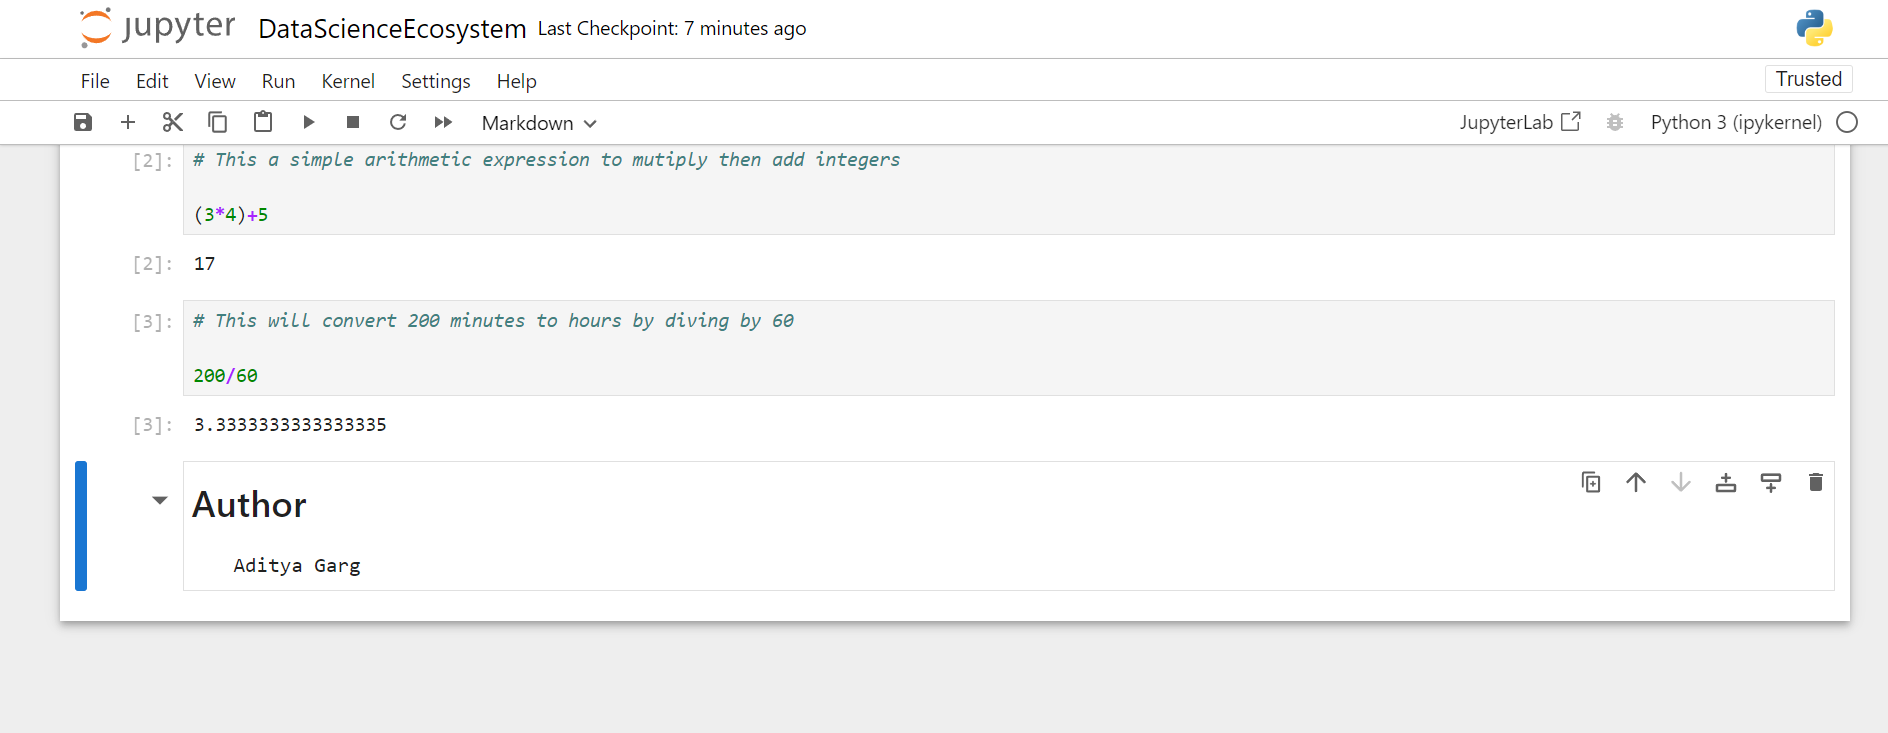 jupyter DataScienceEcosystem Last Checkpoint: 7 minutes ago
File Edit View Run Kernel Settings Help Trusted
Markdown JupyterLab Python 3 (ipykernel)
[2]: # This a simple arithmetic expression to mutiply then add integers
(3*4)+5
[2]: 17
[3]: # This will convert 200 minutes to hours by diving by 60
200/60
[3]: 3.3333333333333335
Author
Aditya Garg